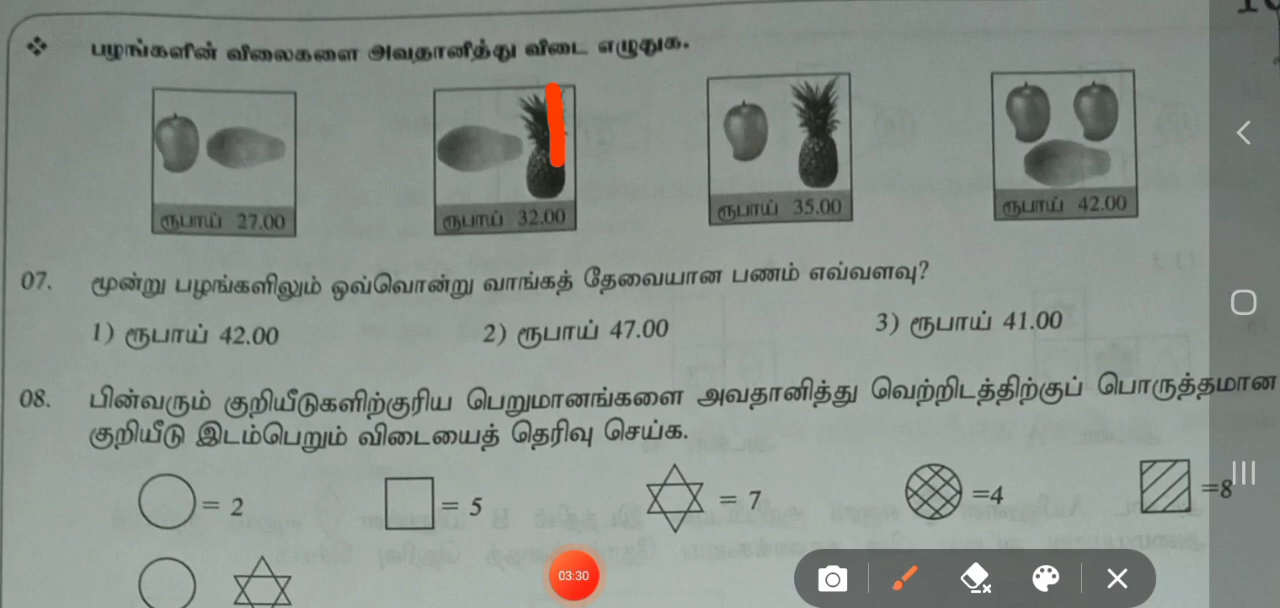 பழங்களின் விலைகளை அவதானித்து விடை எழுதுக.
ரூபாய் 27.00
ரூபாய் 32.00
ரூபாய் 35.00
ரூபாய் 42.00
07. மூன்று பழங்களிலும் ஒவ்வொன்று வாங்கத் தேவையான பணம் எவ்வளவு?
1) ரூபாய் 42.00 2) ரூபாய் 47.00 3) ரூபாய் 41.00
08. பின்வரும் குறியீடுகளிற்குரிய பெறுமானங்களை அவதானித்து வெற்றிடத்திற்குப் பொருத்தமான
குறியீடு இடம்பெறும் விடையைத் தெரிவு செய்க.
= 2 = 5 = 7 =4 =8
03:30